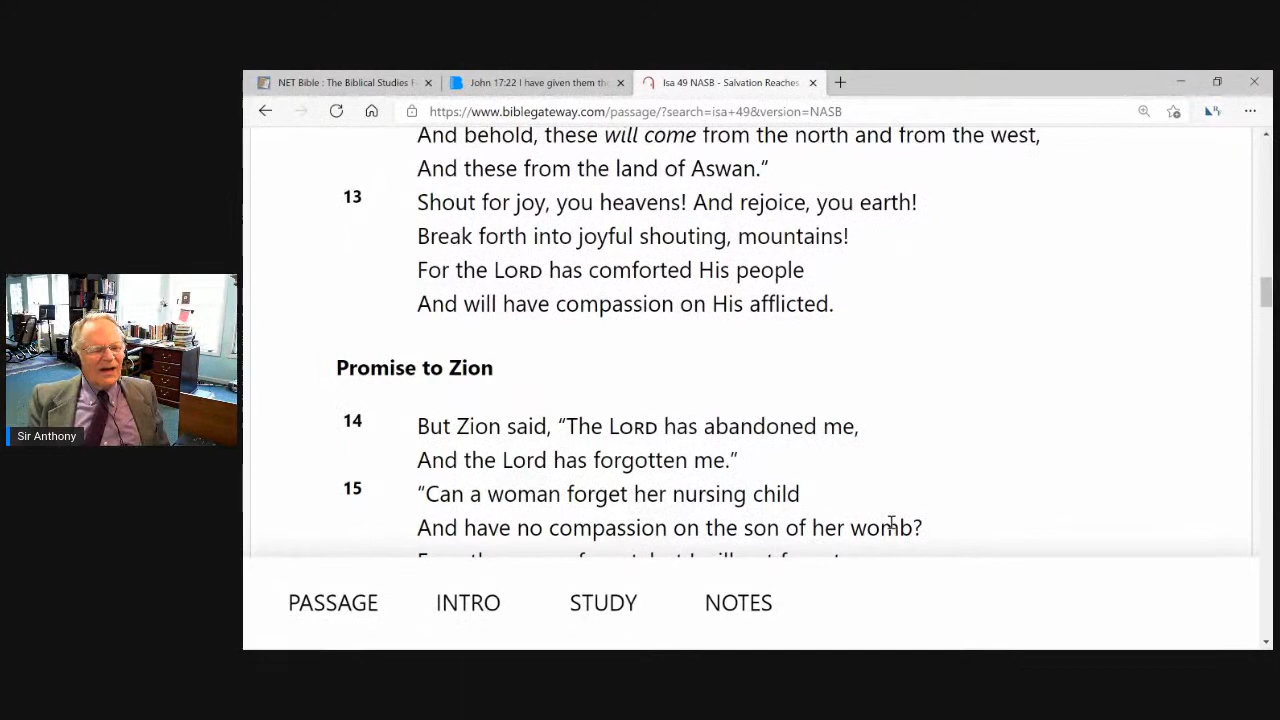 NET Bible : The Biblical Studies F
John 17:22 I have given them the
Isa 49 NASB - Salvation Reaches
https://www.biblegateway.com/passage/?search=isa+49&version=NASB
And behold, these will come from the north and from the west,
And these from the land of Aswan.”
13 Shout for joy, you heavens! And rejoice, you earth!
Break forth into joyful shouting, mountains!
For the LORD has comforted His people
And will have compassion on His afflicted.
Promise to Zion
14 But Zion said, “The LORD has abandoned me,
And the Lord has forgotten me.”
15 “Can a woman forget her nursing child
And have no compassion on the son of her womb?
PASSAGE INTRO STUDY NOTES
Sir Anthony